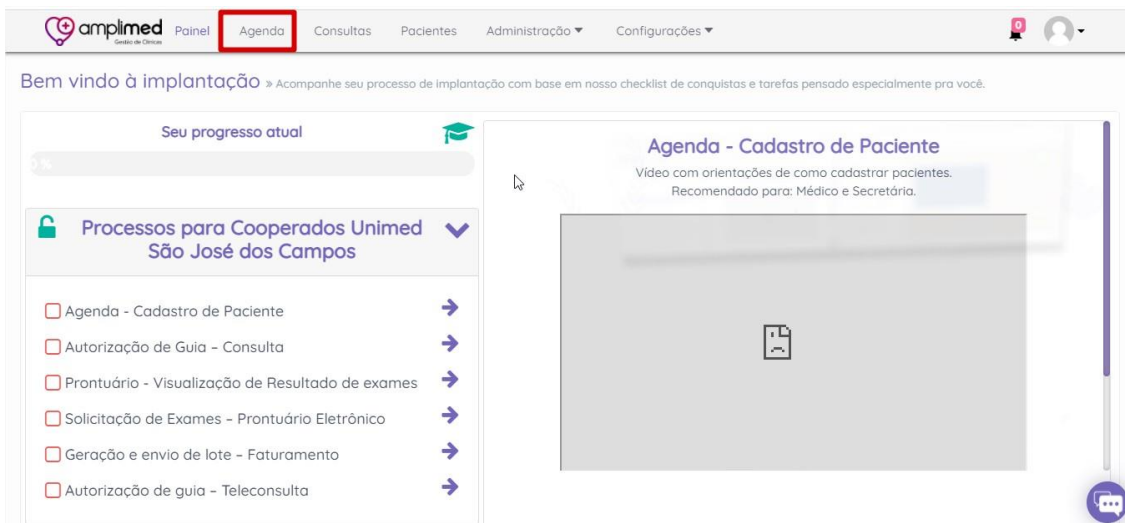 amplimed
Gestão de Clínicas
Painel Agenda Consultas Pacientes Administração Configurações 0
Bem vindo à implantação » Acompanhe seu processo de implantação com base em nosso checklist de conquistas e tarefas pensado especialmente pra você.
Seu progresso atual
0 %
Processos para Cooperados Unimed
São José dos Campos
Agenda - Cadastro de Paciente
Autorização de Guia – Consulta
Prontuário - Visualização de Resultado de exames
Solicitação de Exames – Prontuário Eletrônico
Geração e envio de lote – Faturamento
Autorização de guia – Teleconsulta
Agenda - Cadastro de Paciente
Vídeo com orientações de como cadastrar pacientes.
Recomendado para: Médico e Secretária.